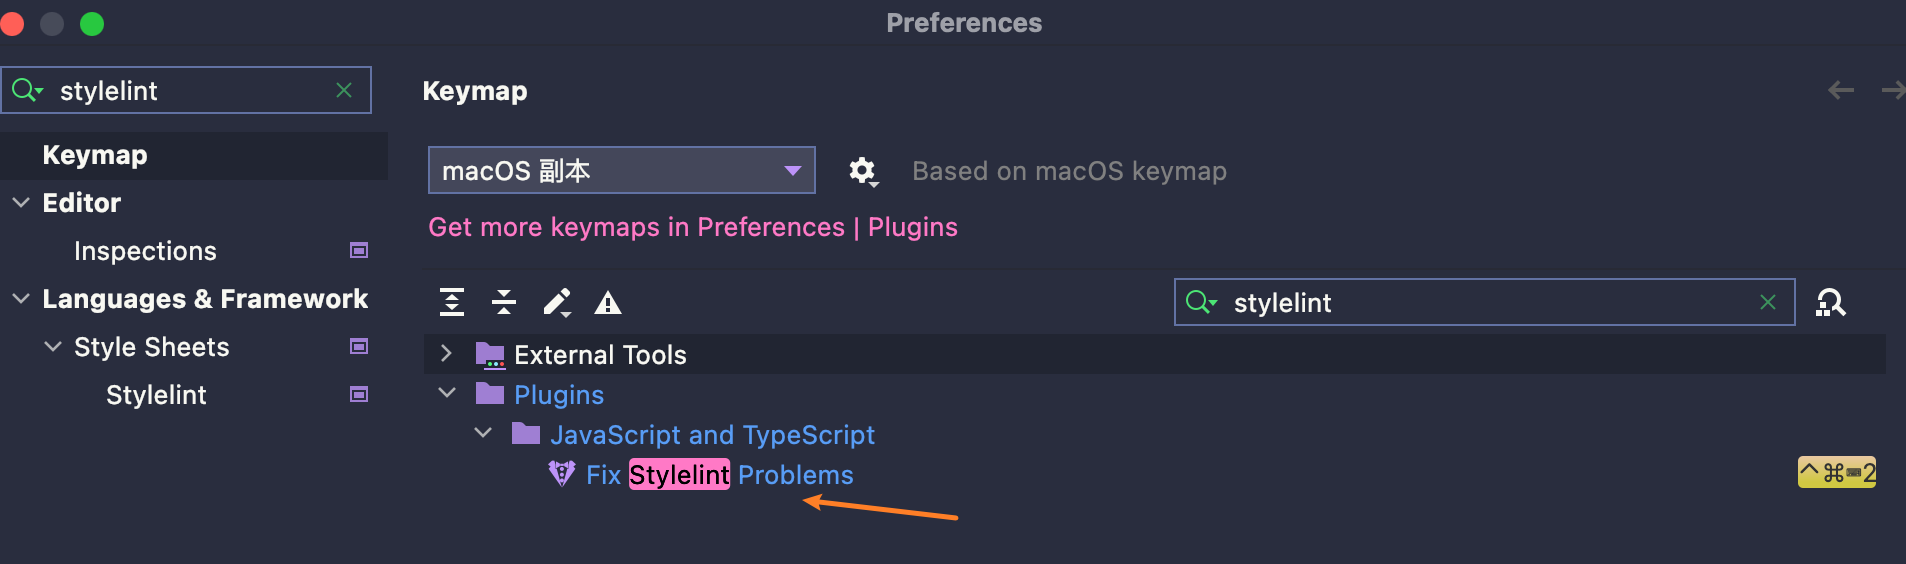 Preferences
stylelint
Keymap
Editor
Inspections
Languages & Framework
Style Sheets
Stylelint
Keymap
macOS 副本
Based on macOS keymap
Get more keymaps in Preferences | Plugins
stylelint
External Tools
Plugins
JavaScript and TypeScript
Fix Stylelint Problems
^⌘⌨2